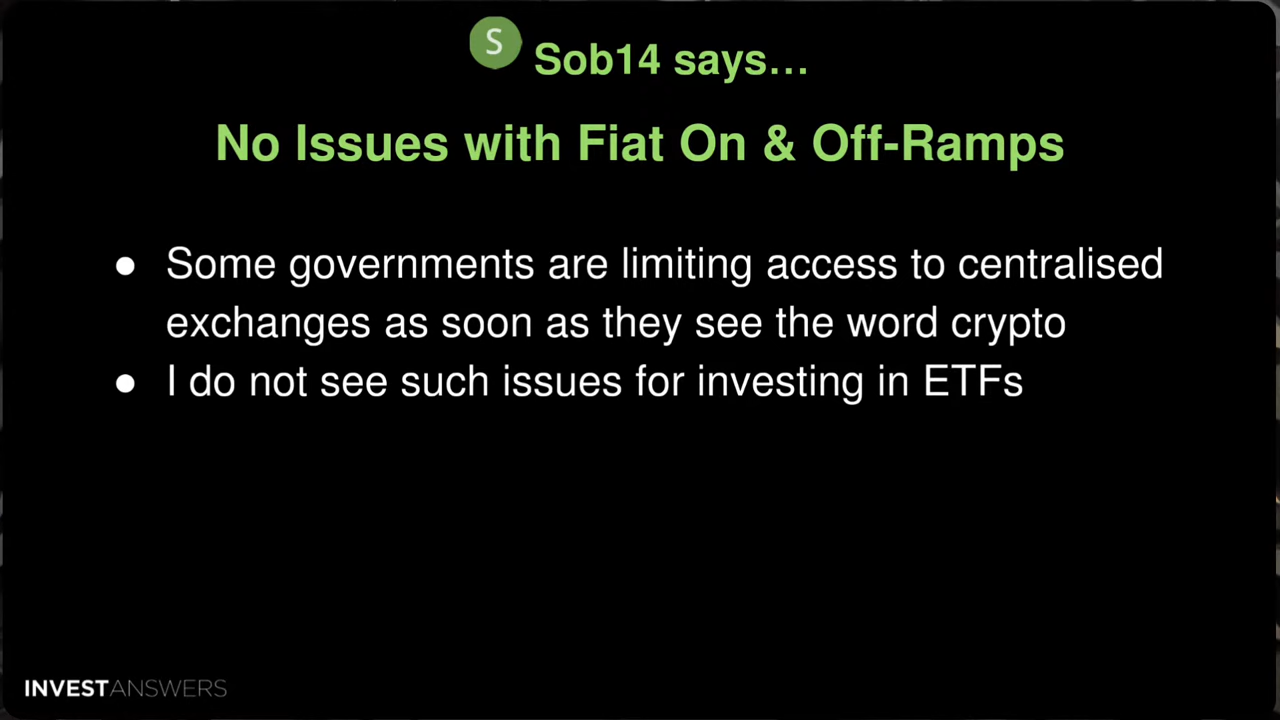 S
Sob14 says…
No Issues with Fiat On & Off-Ramps
● Some governments are limiting access to centralised
exchanges as soon as they see the word crypto
● I do not see such issues for investing in ETFs
INVESTANSWERS